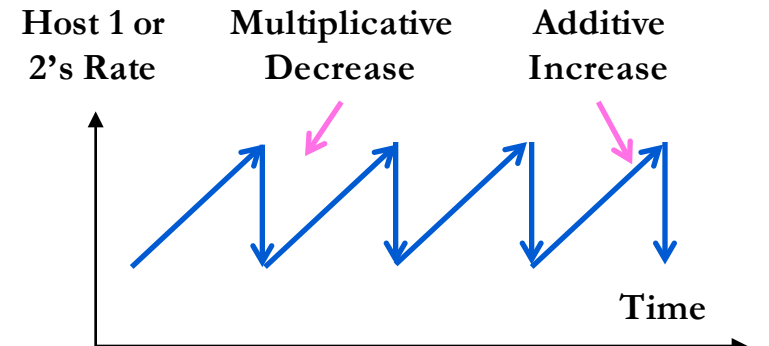 Host 1 or
2’s Rate
Multiplicative
Decrease
Additive
Increase
Time